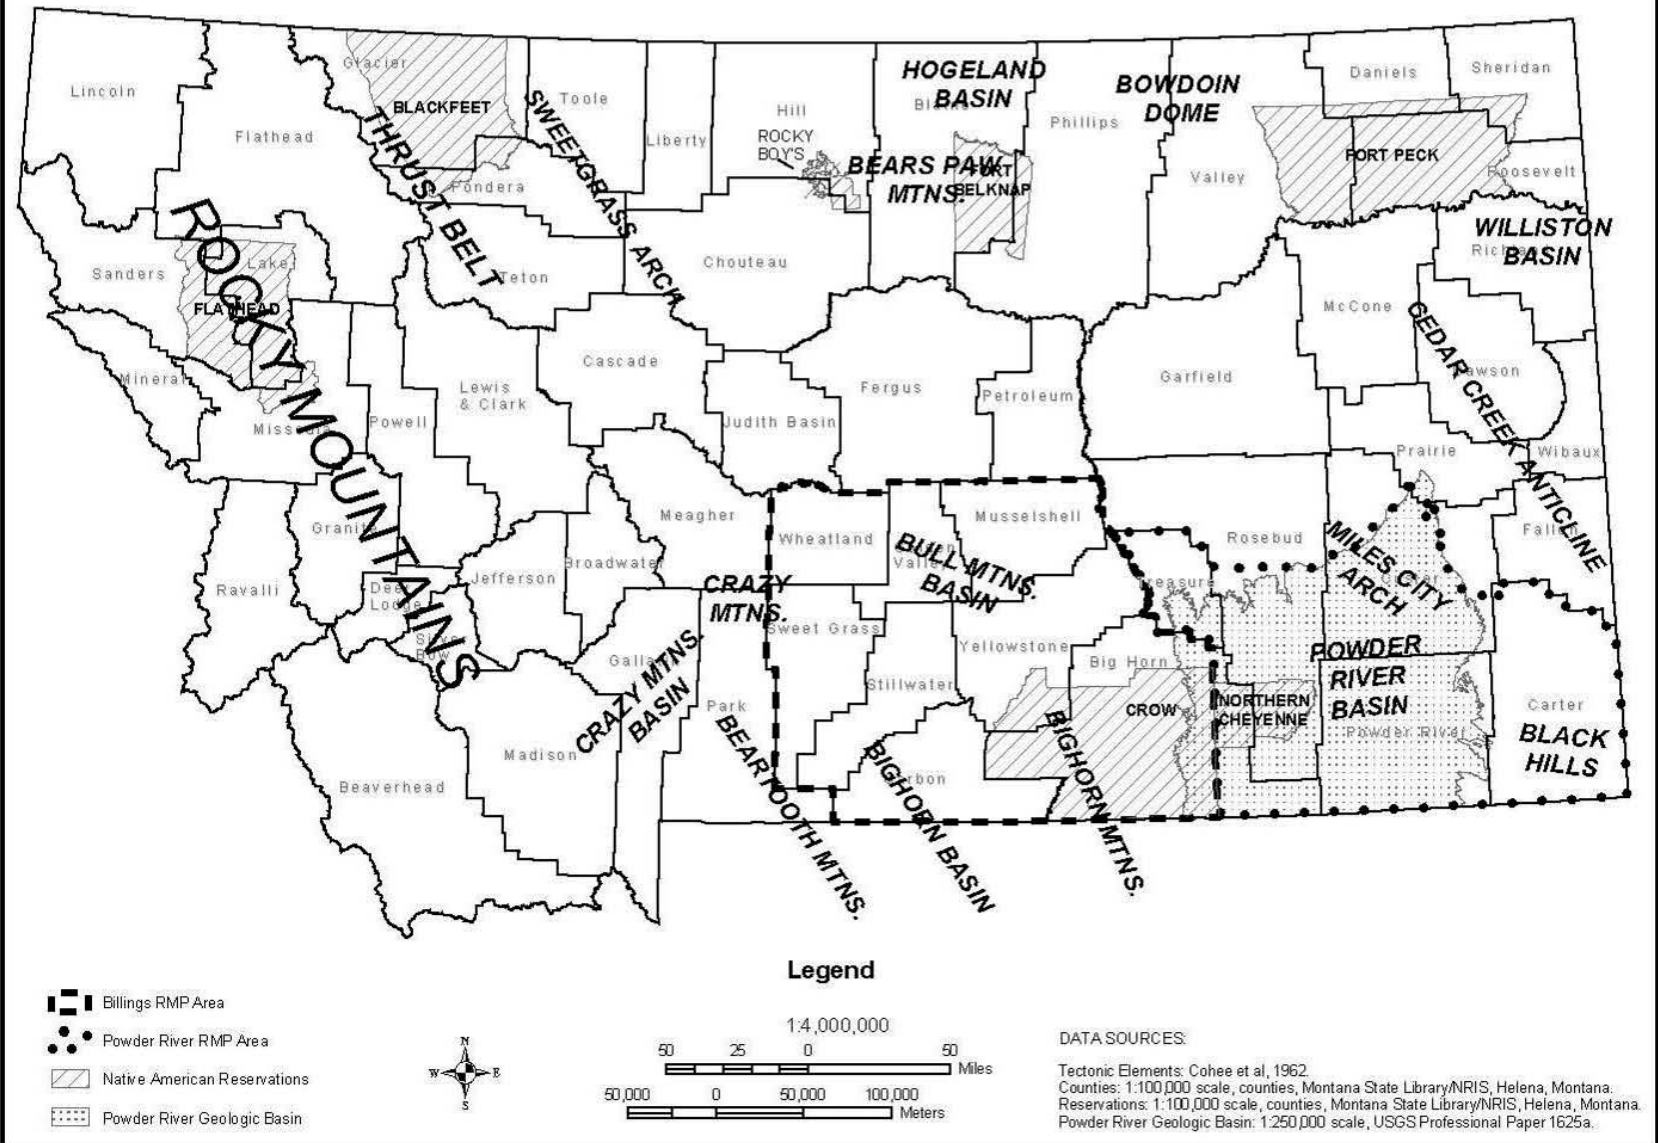 HOGELAND
BASIN
BOWDOIN
DOME
Glacier
Lincoln
Flathead
BLACKFEET
Toole
Liberty
Hill
ROCKY
BOY'S
Phillips
Daniels
Sheridan
THRUST BELT
SWEETGRASS ARCH
Pondera
BEARS PAW
MTNS.
FORT
BELKNAP
Valley
FORT PECK
Roosevelt
WILLISTON
BASIN
ROCKY MOUNTAINS
Sanders
Lake
FLATHEAD
Teton
Chouteau
McCone
CEDAR CREEK ANTICLINE
Mineral
Cascade
Lewis
& Clark
Powell
Judith Basin
Fergus
Petroleum
Garfield
Prairie
Wibaux
Granite
Meagher
Wheatland
Musselshell
Rosebud
BULL MTNS.
BASIN
MILES CITY
ARCH
Ravalli
Jefferson
Broadwater
CRAZY
MTNS.
Treasure
Sweet Grass
Yellowstone
Big Horn
POWDER
RIVER
BASIN
CRAZY MTNS.
BASIN
Park
Stillwater
CROW
NORTHERN
CHEYENNE
Powder River
Carter
BLACK
HILLS
Beaverhead
Madison
BEARTOOTH MTNS.
BIGHORN BASIN
BIGHORN MTNS.
Legend
Billings RMP Area
Powder River RMP Area
Native American Reservations
Powder River Geologic Basin
N
W E
S
1:4,000,000
50 25 0 50
Miles
50,000 0 50,000 100,000
Meters
DATA SOURCES:
Tectonic Elements: Cohee et al, 1962.
Counties: 1:100,000 scale, counties, Montana State Library/NRIS, Helena, Montana.
Reservations: 1:100,000 scale, counties, Montana State Library/NRIS, Helena, Montana.
Powder River Geologic Basin: 1:250,000 scale, USGS Professional Paper 1625a.